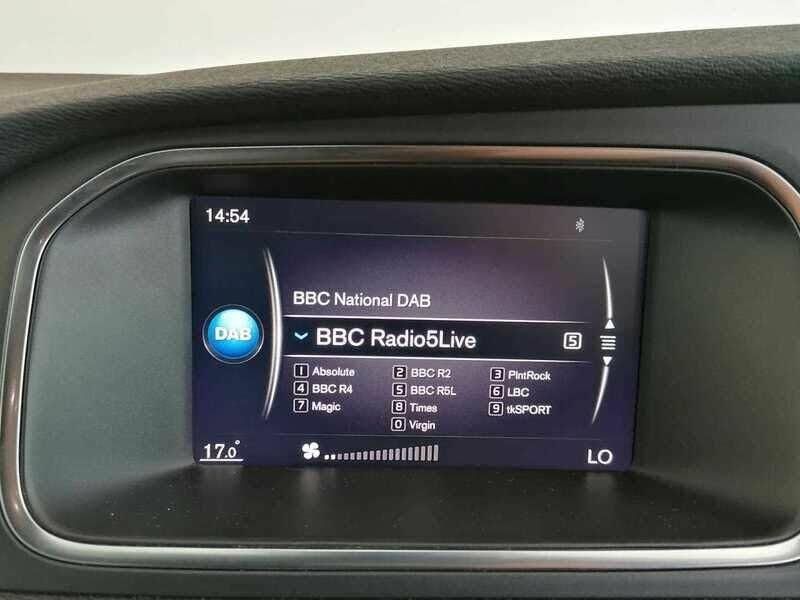 14:54
BBC National DAB
DAB
BBC Radio5Live 5
1 Absolute 2 BBC R2 3 PlntRock
4 BBC R4 5 BBC R5L 6 LBC
7 Magic 8 Times 9 tkSPORT
0 Virgin
17.0° LO